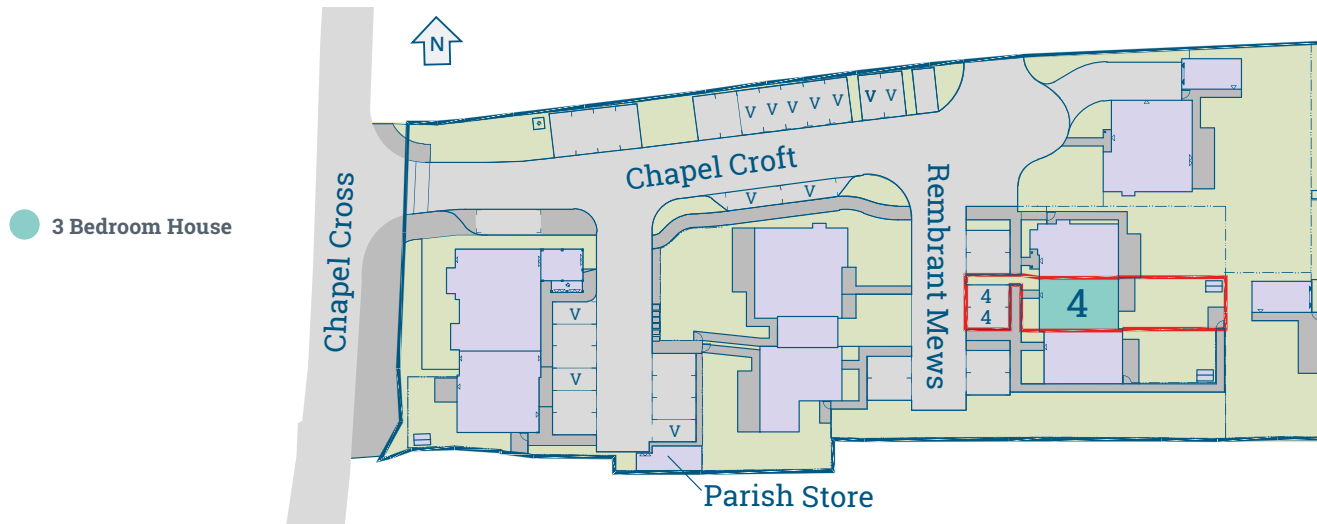 N
3 Bedroom House
Chapel Cross
Chapel Croft
Rembrant Mews
V V V V V
V V
V V
V
V
V
4
4
4
Parish Store